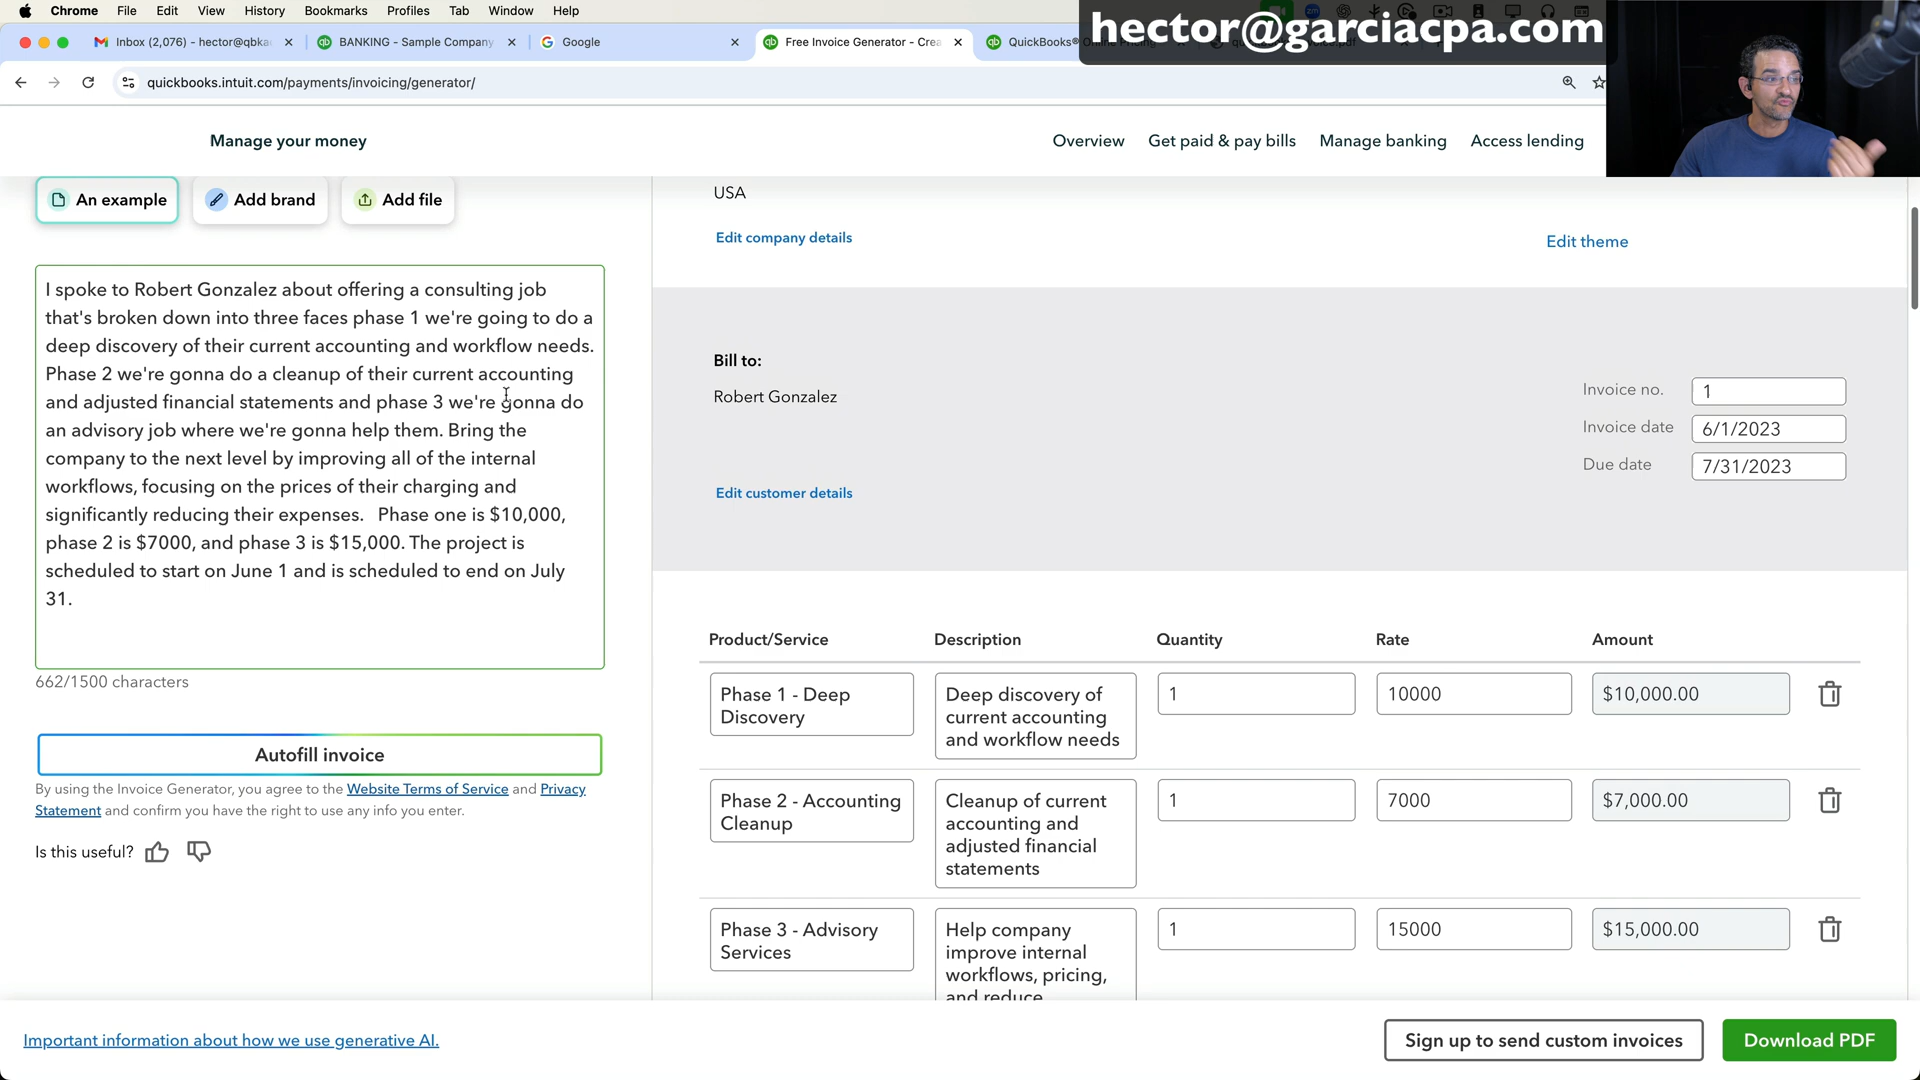 Chrome File Edit View History Bookmarks Profiles Tab Window Help
Inbox (2,076) - hector@qbka
BANKING - Sample Company
Google
Free Invoice Generator - Crea
QuickBooks®
hector@garciacpa.com
quickbooks.intuit.com/payments/invoicing/generator/
Manage your money
Overview Get paid & pay bills Manage banking Access lending
An example Add brand Add file
I spoke to Robert Gonzalez about offering a consulting job
that's broken down into three faces phase 1 we're going to do a
deep discovery of their current accounting and workflow needs.
Phase 2 we're gonna do a cleanup of their current accounting
and adjusted financial statements and phase 3 we're gonna do
an advisory job where we're gonna help them. Bring the
company to the next level by improving all of the internal
workflows, focusing on the prices of their charging and
significantly reducing their expenses.   Phase one is $10,000,
phase 2 is $7000, and phase 3 is $15,000. The project is
scheduled to start on June 1 and is scheduled to end on July
31.
662/1500 characters
Autofill invoice
By using the Invoice Generator, you agree to the Website Terms of Service and Privacy
Statement and confirm you have the right to use any info you enter.
Is this useful?
USA
Edit company details
Edit theme
Bill to:
Robert Gonzalez
Edit customer details
Invoice no. 1
Invoice date 6/1/2023
Due date 7/31/2023
Product/Service Description Quantity Rate Amount
Phase 1 - Deep
Discovery
Deep discovery of
current accounting
and workflow needs
1 10000 $10,000.00
Phase 2 - Accounting
Cleanup
Cleanup of current
accounting and
adjusted financial
statements
1 7000 $7,000.00
Phase 3 - Advisory
Services
Help company
improve internal
workflows, pricing,
and reduce
1 15000 $15,000.00
Important information about how we use generative AI.
Sign up to send custom invoices
Download PDF